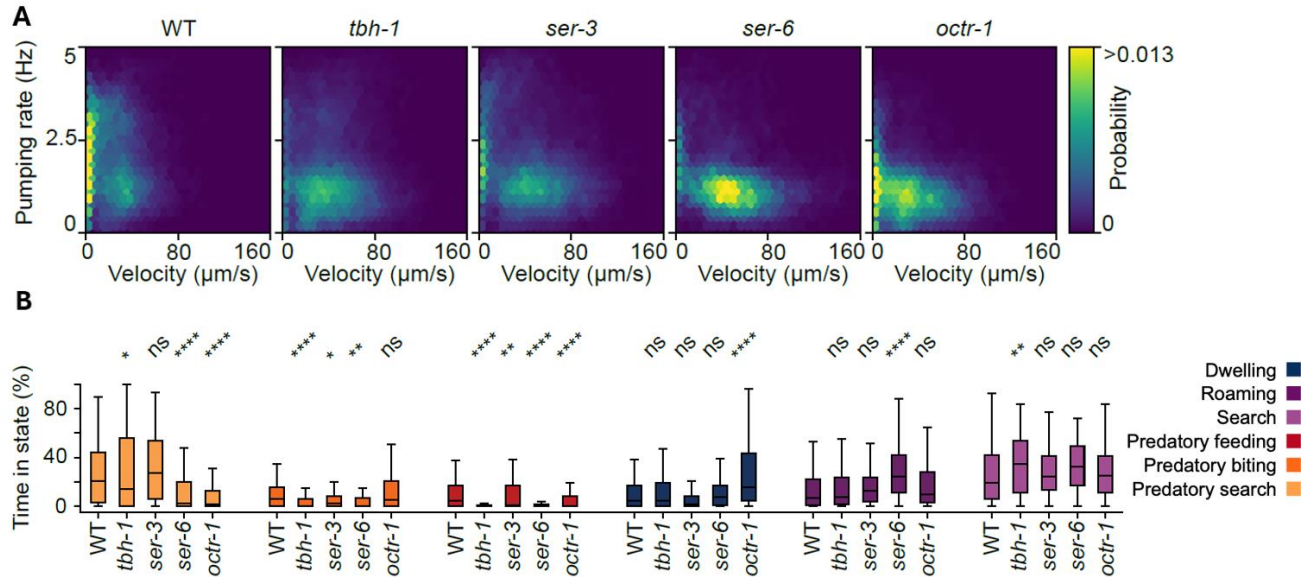 A
WT
tbh-1
ser-3
ser-6
octr-1
Pumping rate (Hz)
5
2.5
0
0 80 160
Velocity (µm/s)
0 80 160
Velocity (µm/s)
0 80 160
Velocity (µm/s)
0 80 160
Velocity (µm/s)
0 80 160
Velocity (µm/s)
>0.013
Probability
0
B
* ns **** ****
**** * ** ns
**** ** **** ****
ns ns ns ****
ns ns **** ns
** ns ns ns
Time in state (%)
80
40
0
WT tbh-1 ser-3 ser-6 octr-1
WT tbh-1 ser-3 ser-6 octr-1
WT tbh-1 ser-3 ser-6 octr-1
WT tbh-1 ser-3 ser-6 octr-1
WT tbh-1 ser-3 ser-6 octr-1
WT tbh-1 ser-3 ser-6 octr-1
Dwelling
Roaming
Search
Predatory feeding
Predatory biting
Predatory search